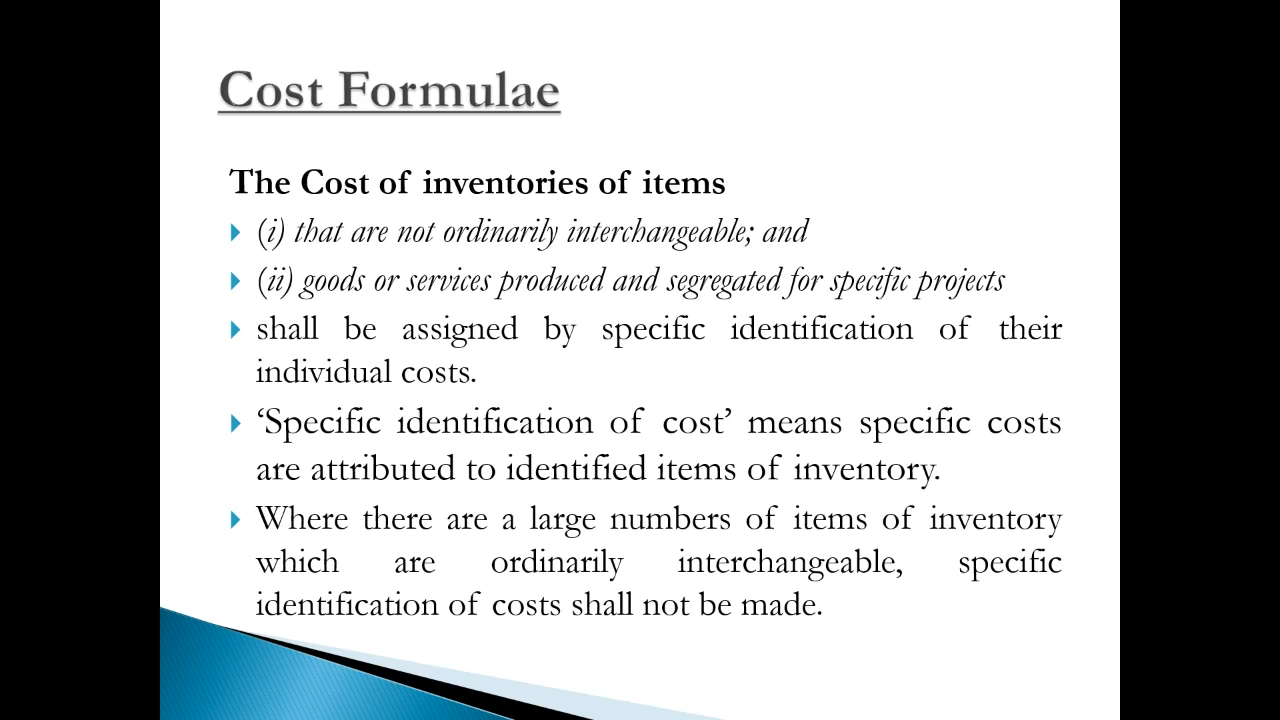 Cost Formulae
The Cost of inventories of items
(i) that are not ordinarily interchangeable; and
(ii) goods or services produced and segregated for specific projects
shall be assigned by specific identification of their
individual costs.
‘Specific identification of cost’ means specific costs
are attributed to identified items of inventory.
Where there are a large numbers of items of inventory
which are ordinarily interchangeable, specific
identification of costs shall not be made.